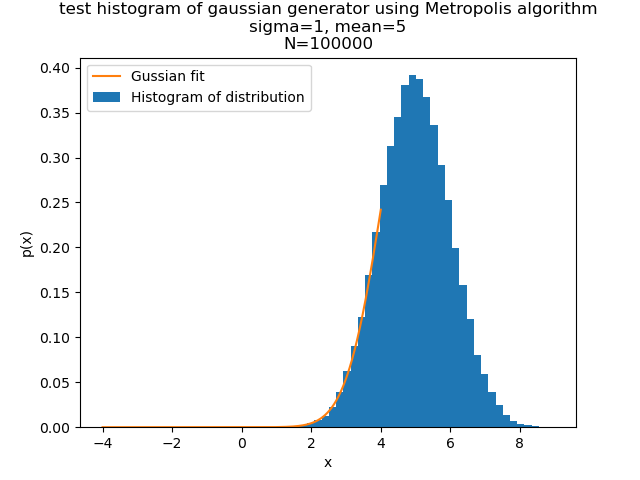 test histogram of gaussian generator using Metropolis algorithm
sigma=1, mean=5
N=100000
Gussian fit
Histogram of distribution
p(x)
0.40
0.35
0.30
0.25
0.20
0.15
0.10
0.05
0.00
−4 −2 0 2 4 6 8
x